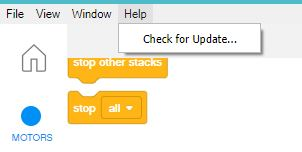 File View Window Help
Check for Update...
stop other stacks
stop all
MOTORS